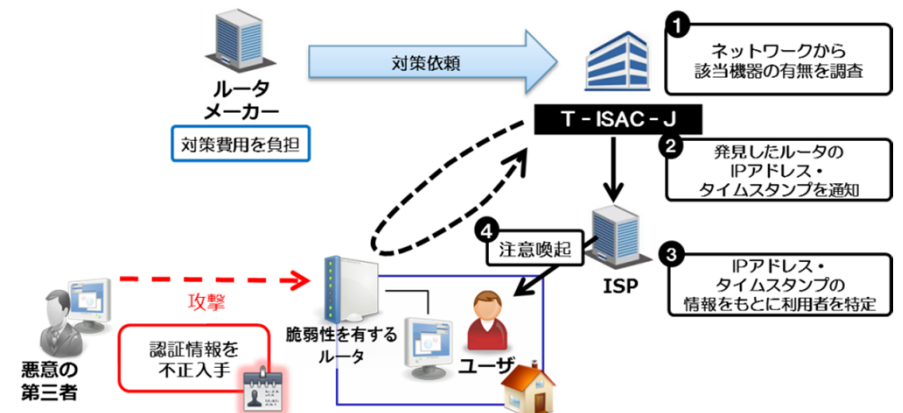 ルータ
メーカー
対策費用を負担
対策依頼
T-ISAC-J
1
ネットワークから
該当機器の有無を調査
2
発見したルータの
IPアドレス・
タイムスタンプを通知
ISP
3
IPアドレス・
タイムスタンプの
情報をもとに利用者を特定
4
注意喚起
悪意の
第三者
攻撃
認証情報を
不正入手
脆弱性を有する
ルータ
ユーザ